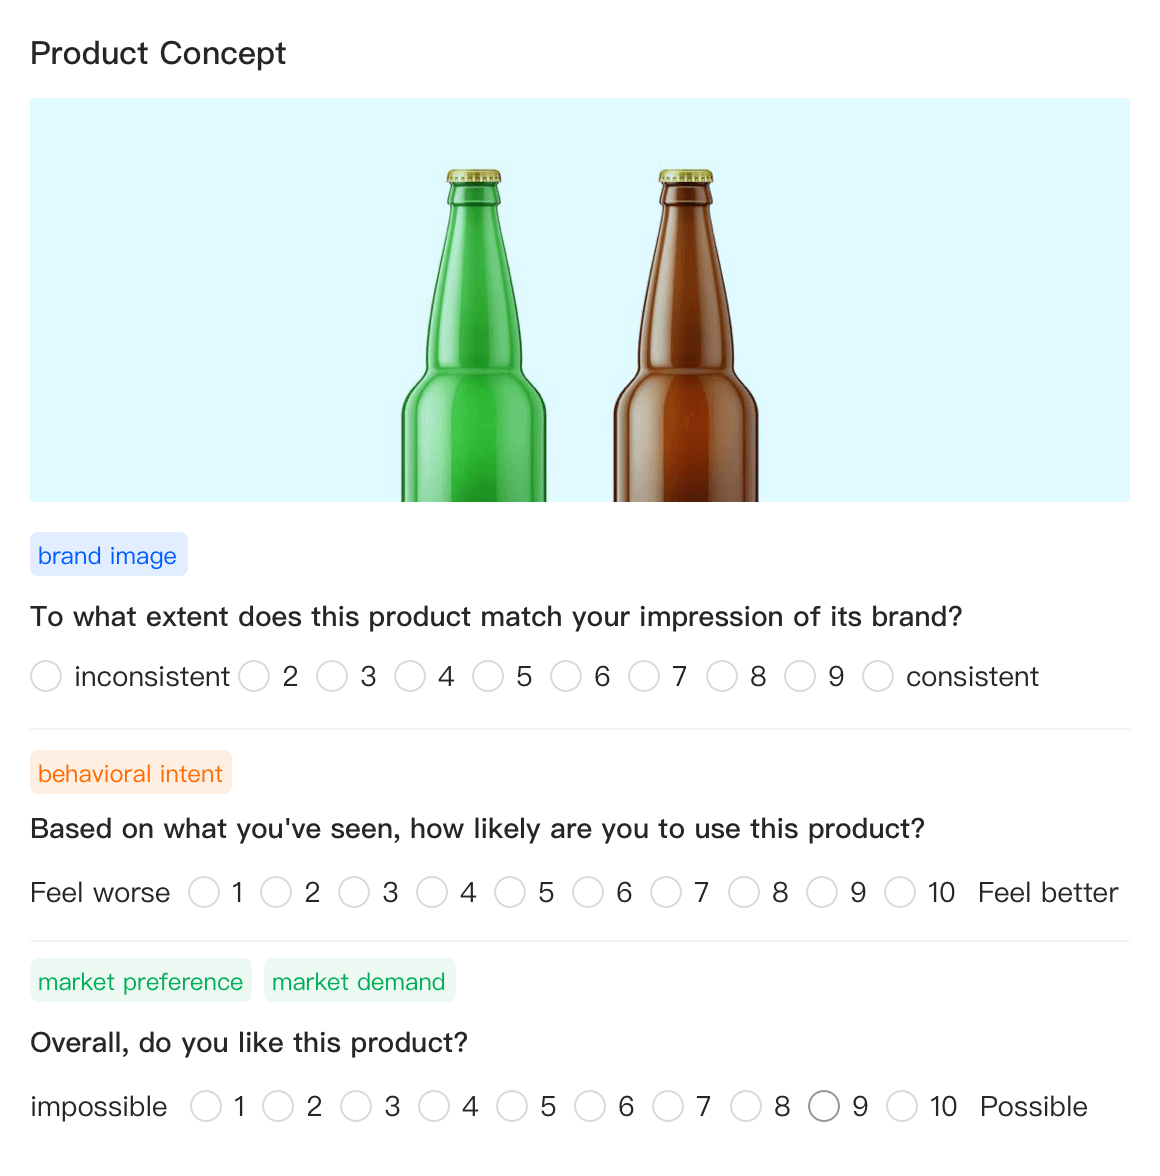 Product Concept
brand image
To what extent does this product match your impression of its brand?
inconsistent 2 3 4 5 6 7 8 9 consistent
behavioral intent
Based on what you've seen, how likely are you to use this product?
Feel worse 1 2 3 4 5 6 7 8 9 10 Feel better
market preference market demand
Overall, do you like this product?
impossible 1 2 3 4 5 6 7 8 9 10 Possible